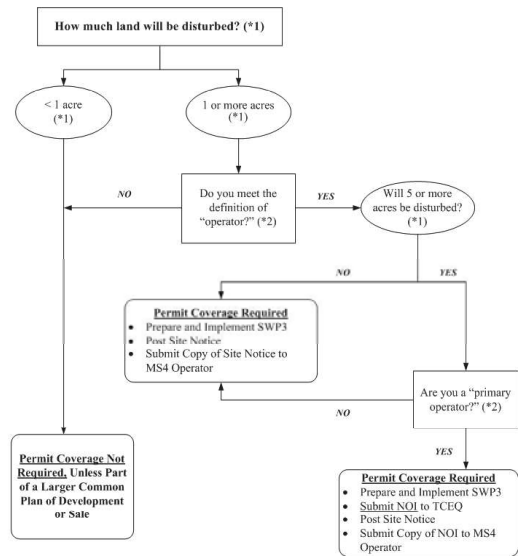 How much land will be disturbed? (*1)
< 1 acre
(*1)
1 or more acres
(*1)
NO
Do you meet the
definition of
“operator?” (*2)
YES
Will 5 or more
acres be disturbed?
(*1)
NO
YES
Permit Coverage Required
• Prepare and Implement SWP3
• Post Site Notice
• Submit Copy of Site Notice to
MS4 Operator
Are you a “primary
operator?” (*2)
NO
YES
Permit Coverage Not
Required, Unless Part
of a Larger Common
Plan of Development
or Sale
Permit Coverage Required
• Prepare and Implement SWP3
• Submit NOI to TCEQ
• Post Site Notice
• Submit Copy of NOI to MS4
Operator